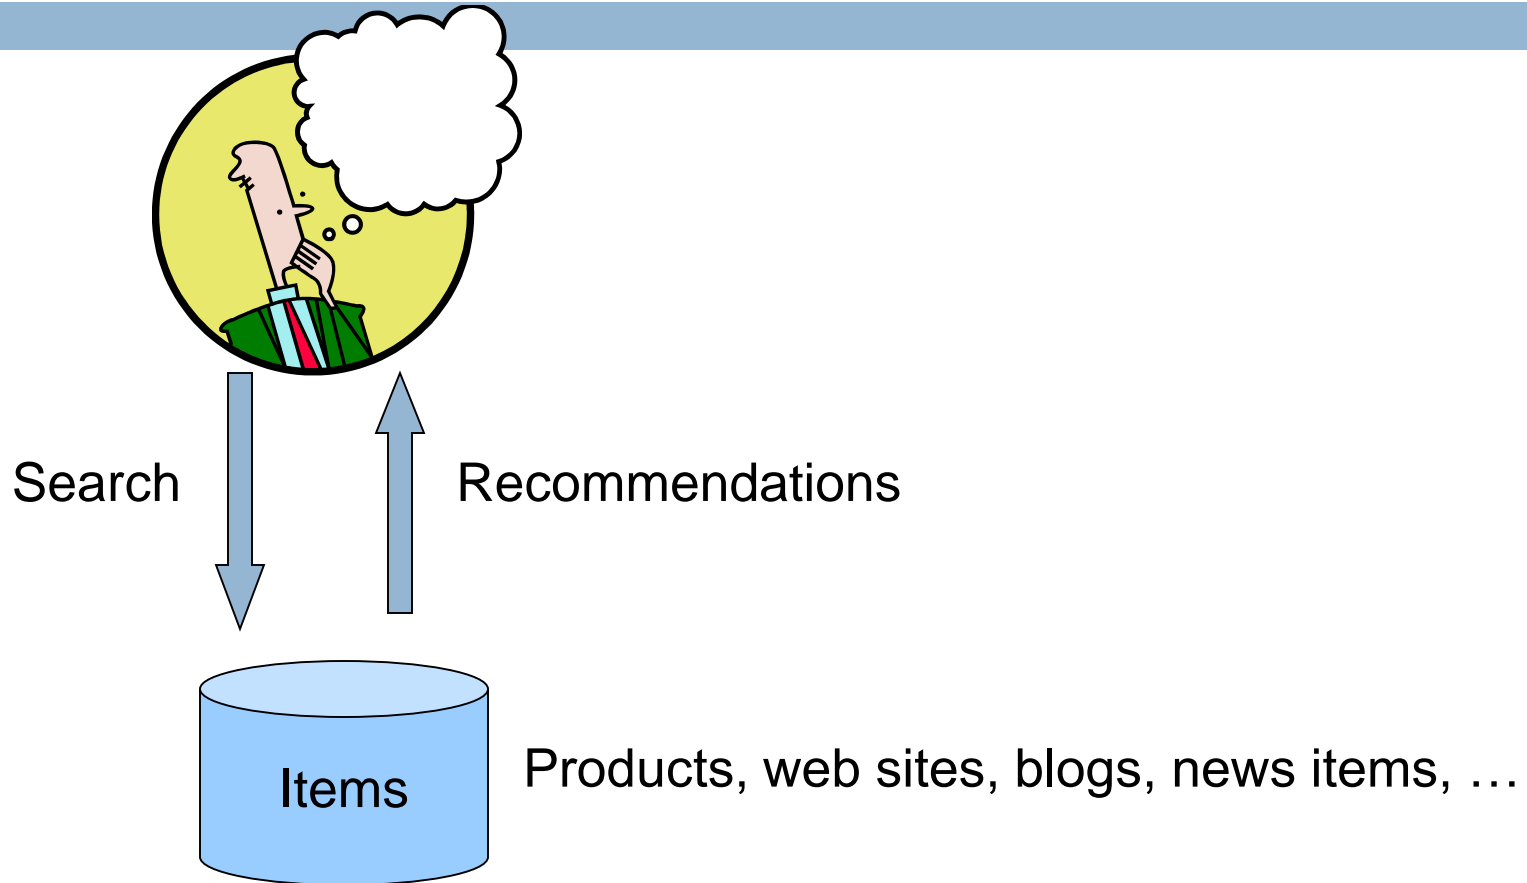 Search
Recommendations
Items
Products, web sites, blogs, news items, …